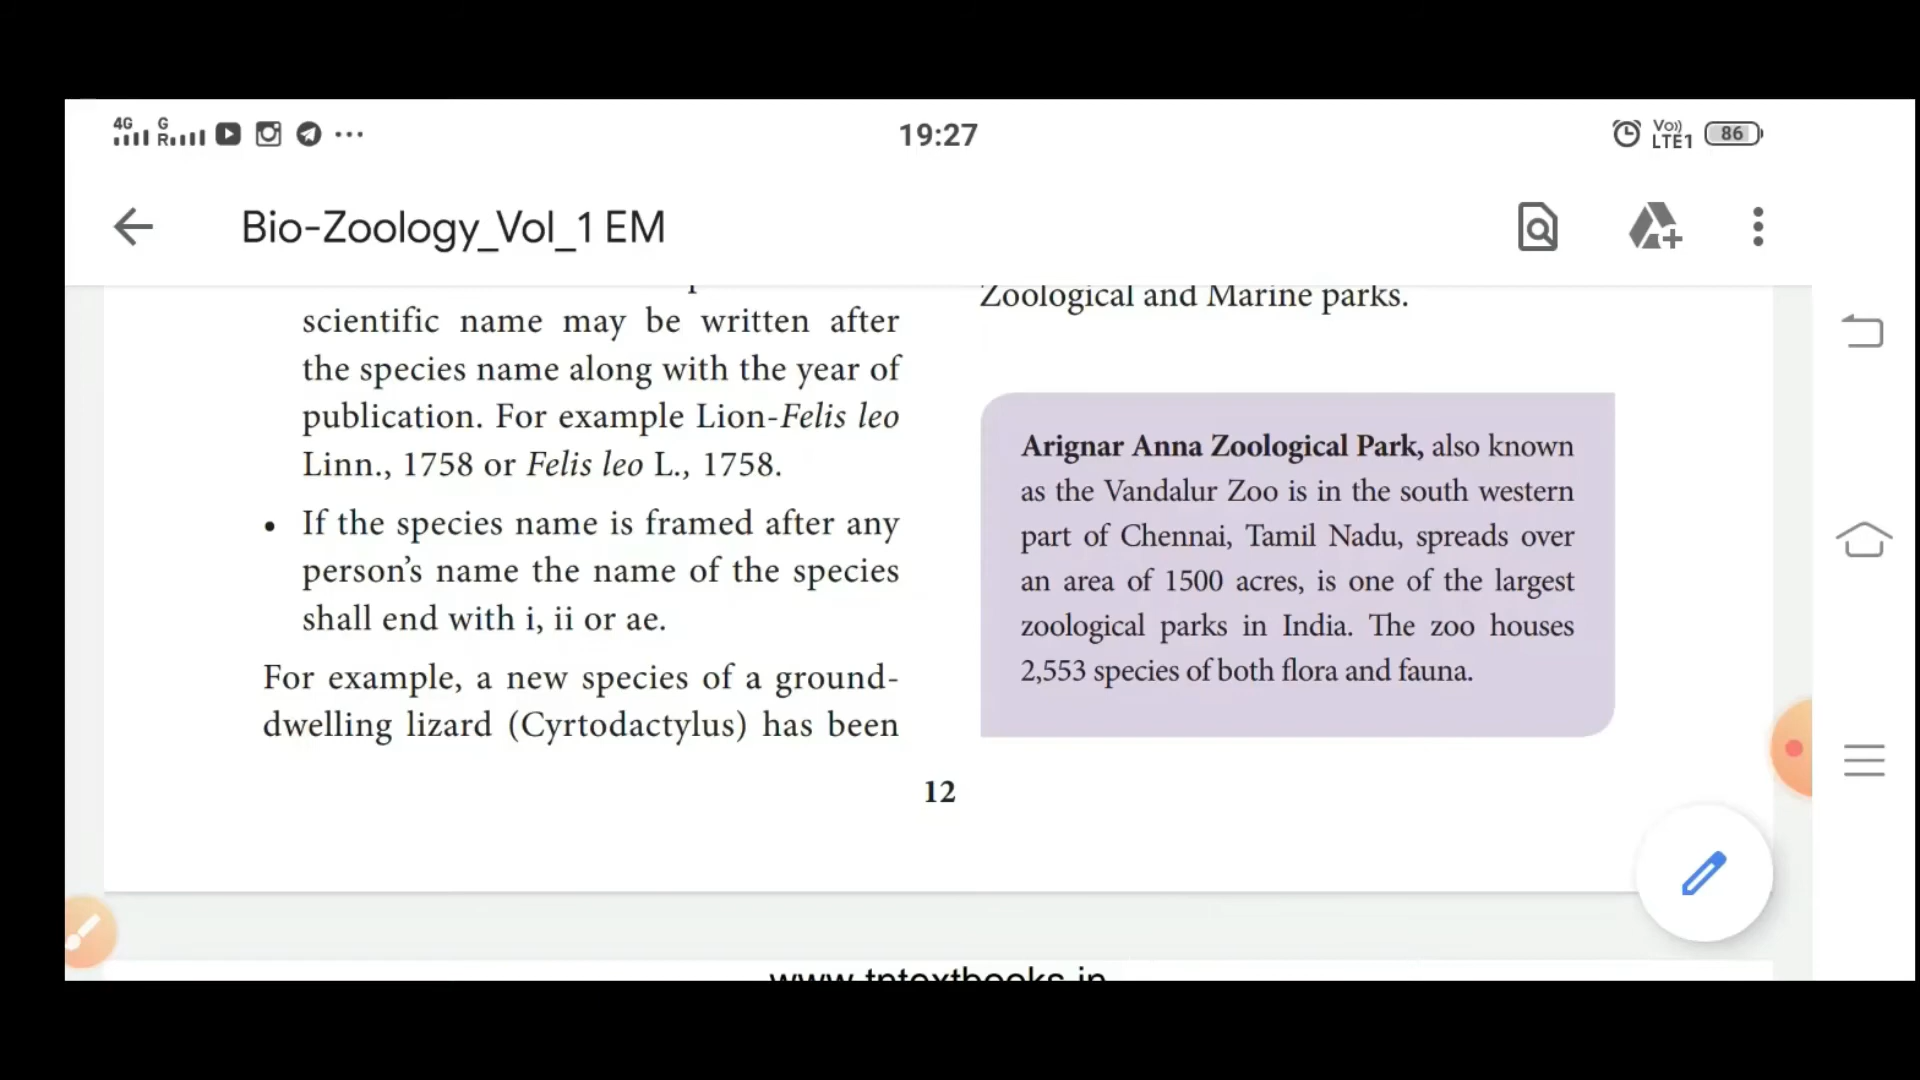 4G G R
19:27
Vo)) LTE1 86
Bio-Zoology_Vol_1 EM
scientific name may be written after
the species name along with the year of
publication. For example Lion-Felis leo
Linn., 1758 or Felis leo L., 1758.
• If the species name is framed after any
person’s name the name of the species
shall end with i, ii or ae.
For example, a new species of a ground-
dwelling lizard (Cyrtodactylus) has been
Zoological and Marine parks.
Arignar Anna Zoological Park, also known
as the Vandalur Zoo is in the south western
part of Chennai, Tamil Nadu, spreads over
an area of 1500 acres, is one of the largest
zoological parks in India. The zoo houses
2,553 species of both flora and fauna.
12
www.tntextbooks.in